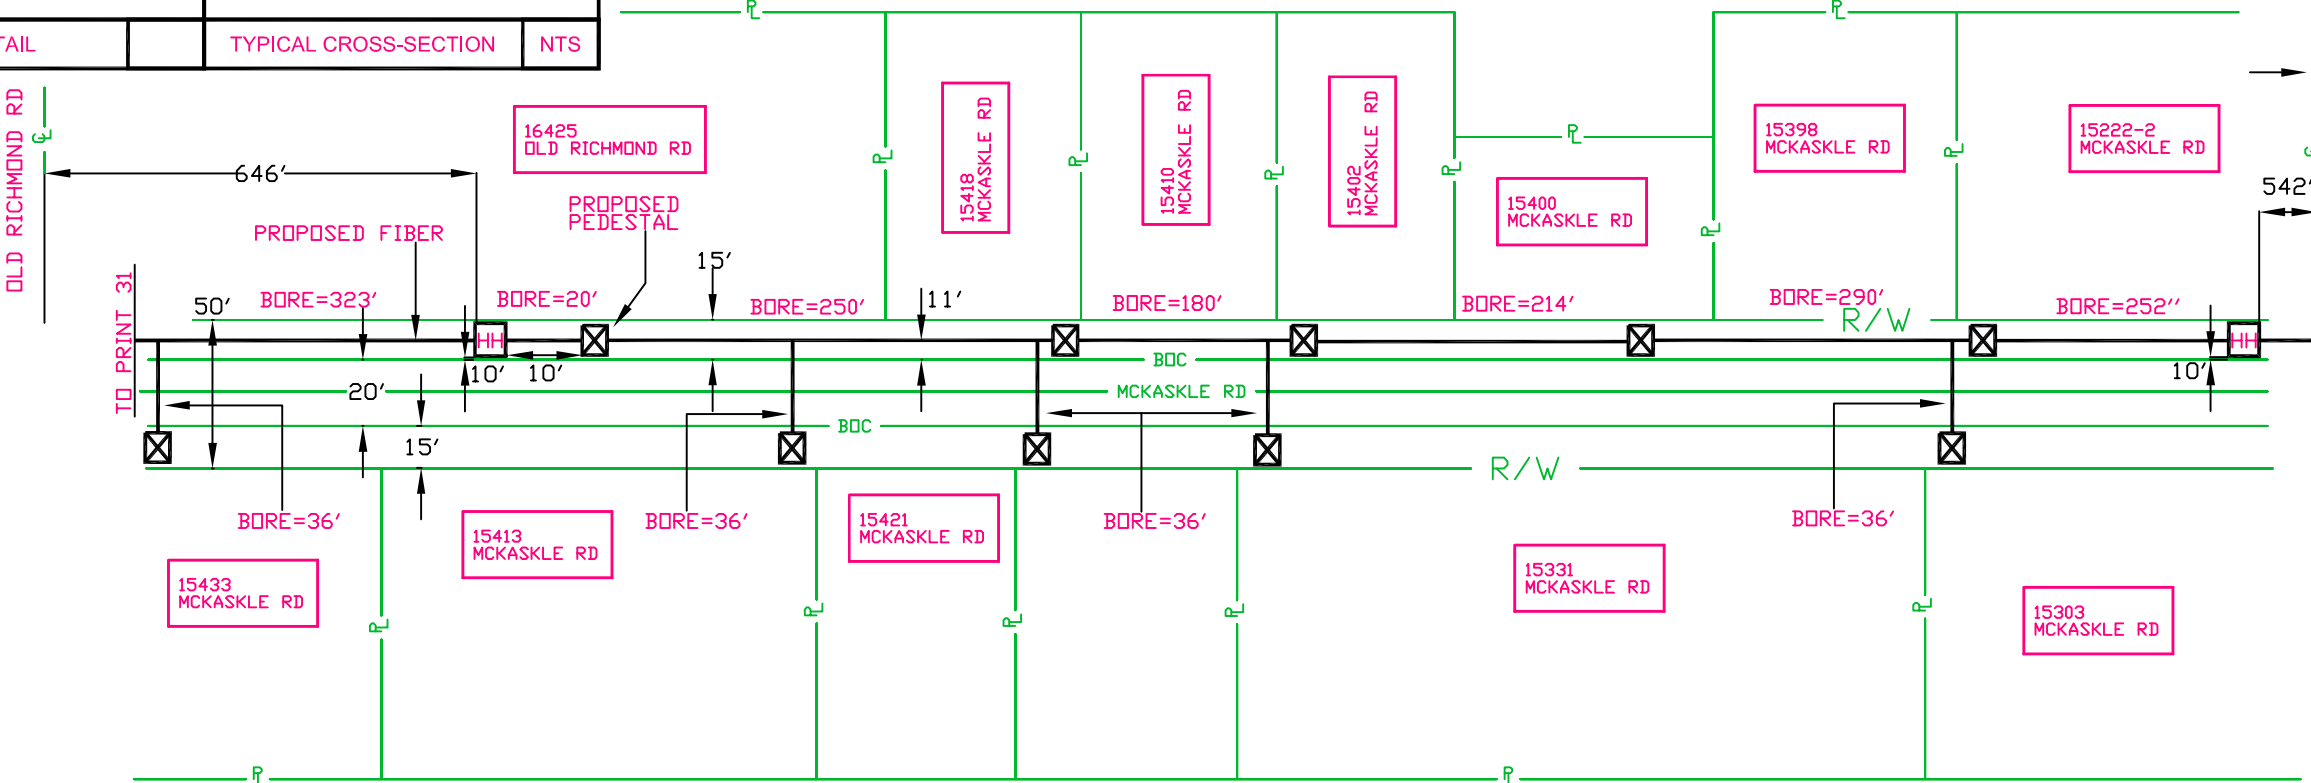 TAIL
TYPICAL CROSS-SECTION
NTS
OLD RICHMOND RD
646'
16425
OLD RICHMOND RD
15418
MCKASKLE RD
15410
MCKASKLE RD
15402
MCKASKLE RD
15400
MCKASKLE RD
15398
MCKASKLE RD
15222-2
MCKASKLE RD
542'
PROPOSED FIBER
PROPOSED
PEDESTAL
TO PRINT 31
50'
BORE=323'
BORE=20'
15'
BORE=250'
11'
BORE=180'
BORE=214'
BORE=290'
R/W
BORE=252''
HH
HH
BOC
10'
10'
10'
20'
MCKASKLE RD
BOC
15'
R/W
BORE=36'
BORE=36'
BORE=36'
BORE=36'
15433
MCKASKLE RD
15413
MCKASKLE RD
15421
MCKASKLE RD
15331
MCKASKLE RD
15303
MCKASKLE RD